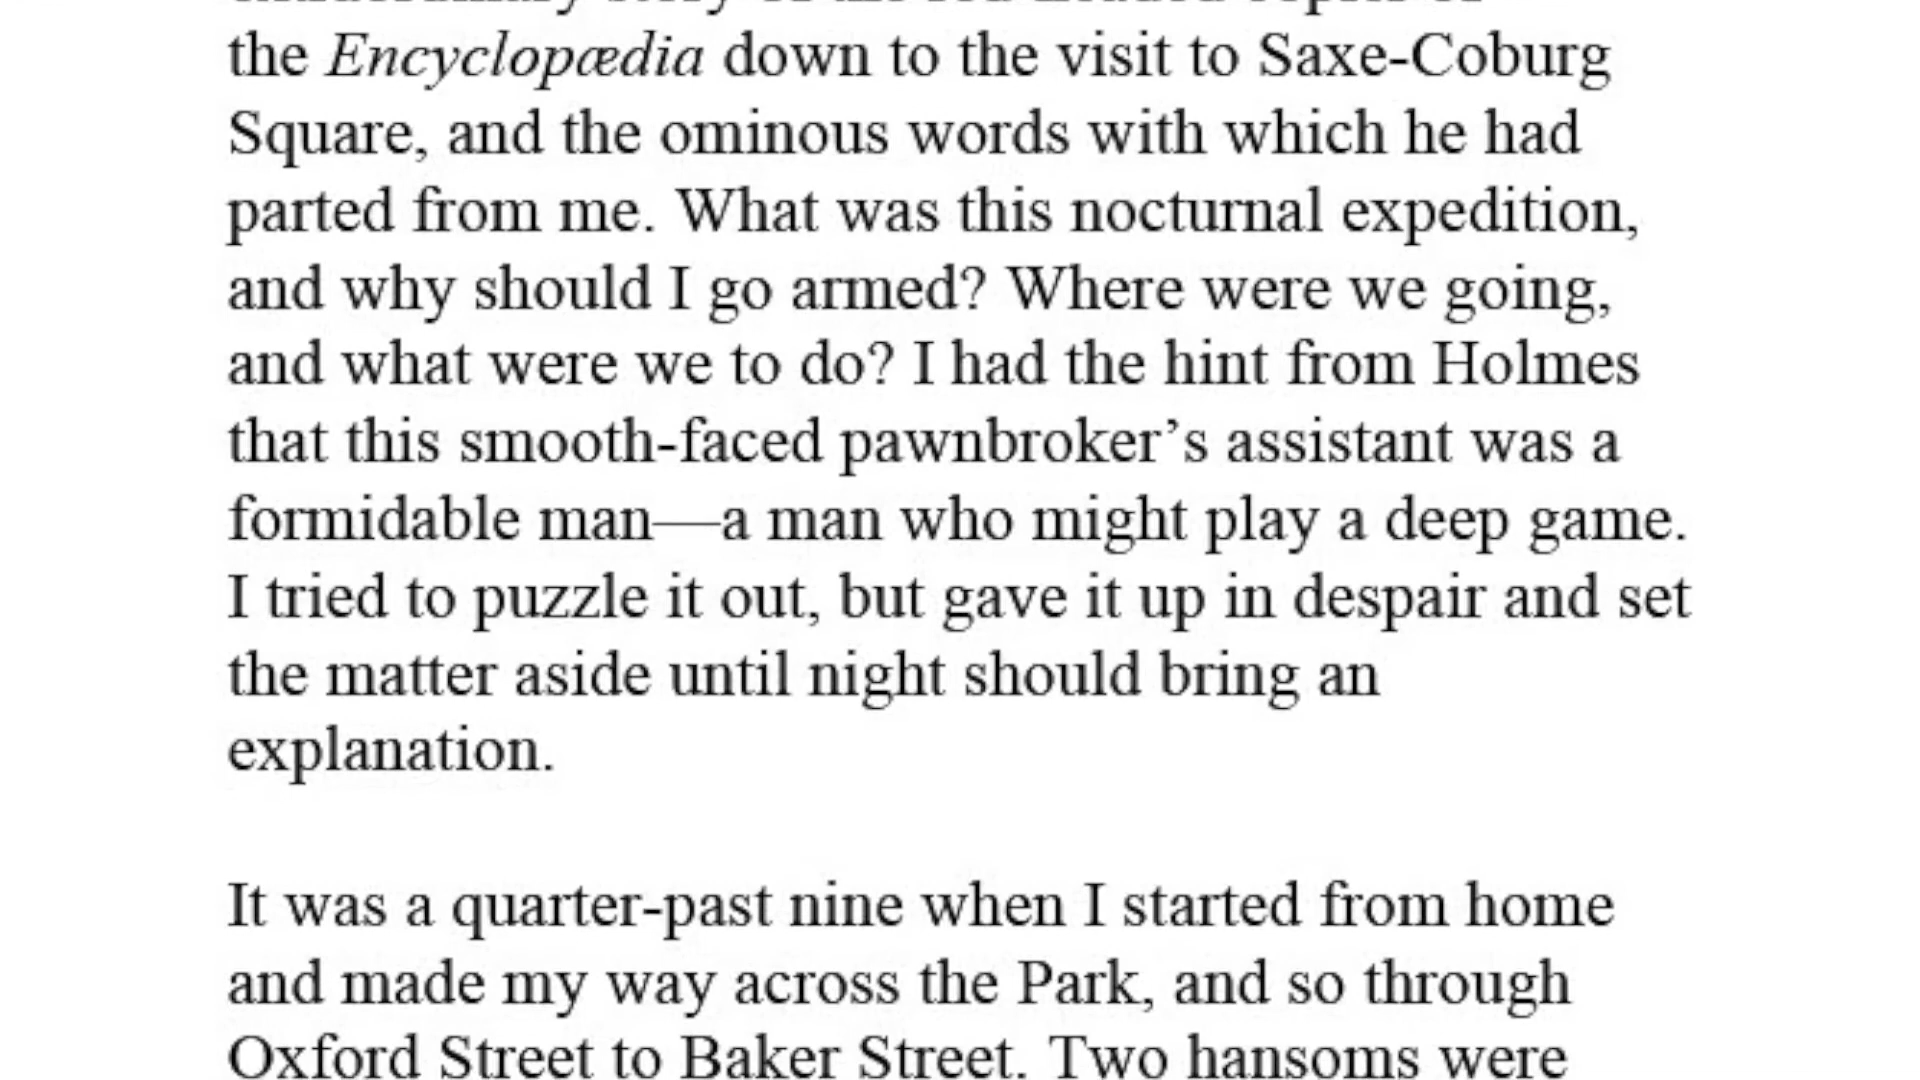 the Encyclopædia down to the visit to Saxe-Coburg
Square, and the ominous words with which he had
parted from me. What was this nocturnal expedition,
and why should I go armed? Where were we going,
and what were we to do? I had the hint from Holmes
that this smooth-faced pawnbroker’s assistant was a
formidable man—a man who might play a deep game.
I tried to puzzle it out, but gave it up in despair and set
the matter aside until night should bring an
explanation.
It was a quarter-past nine when I started from home
and made my way across the Park, and so through
Oxford Street to Baker Street. Two hansoms were